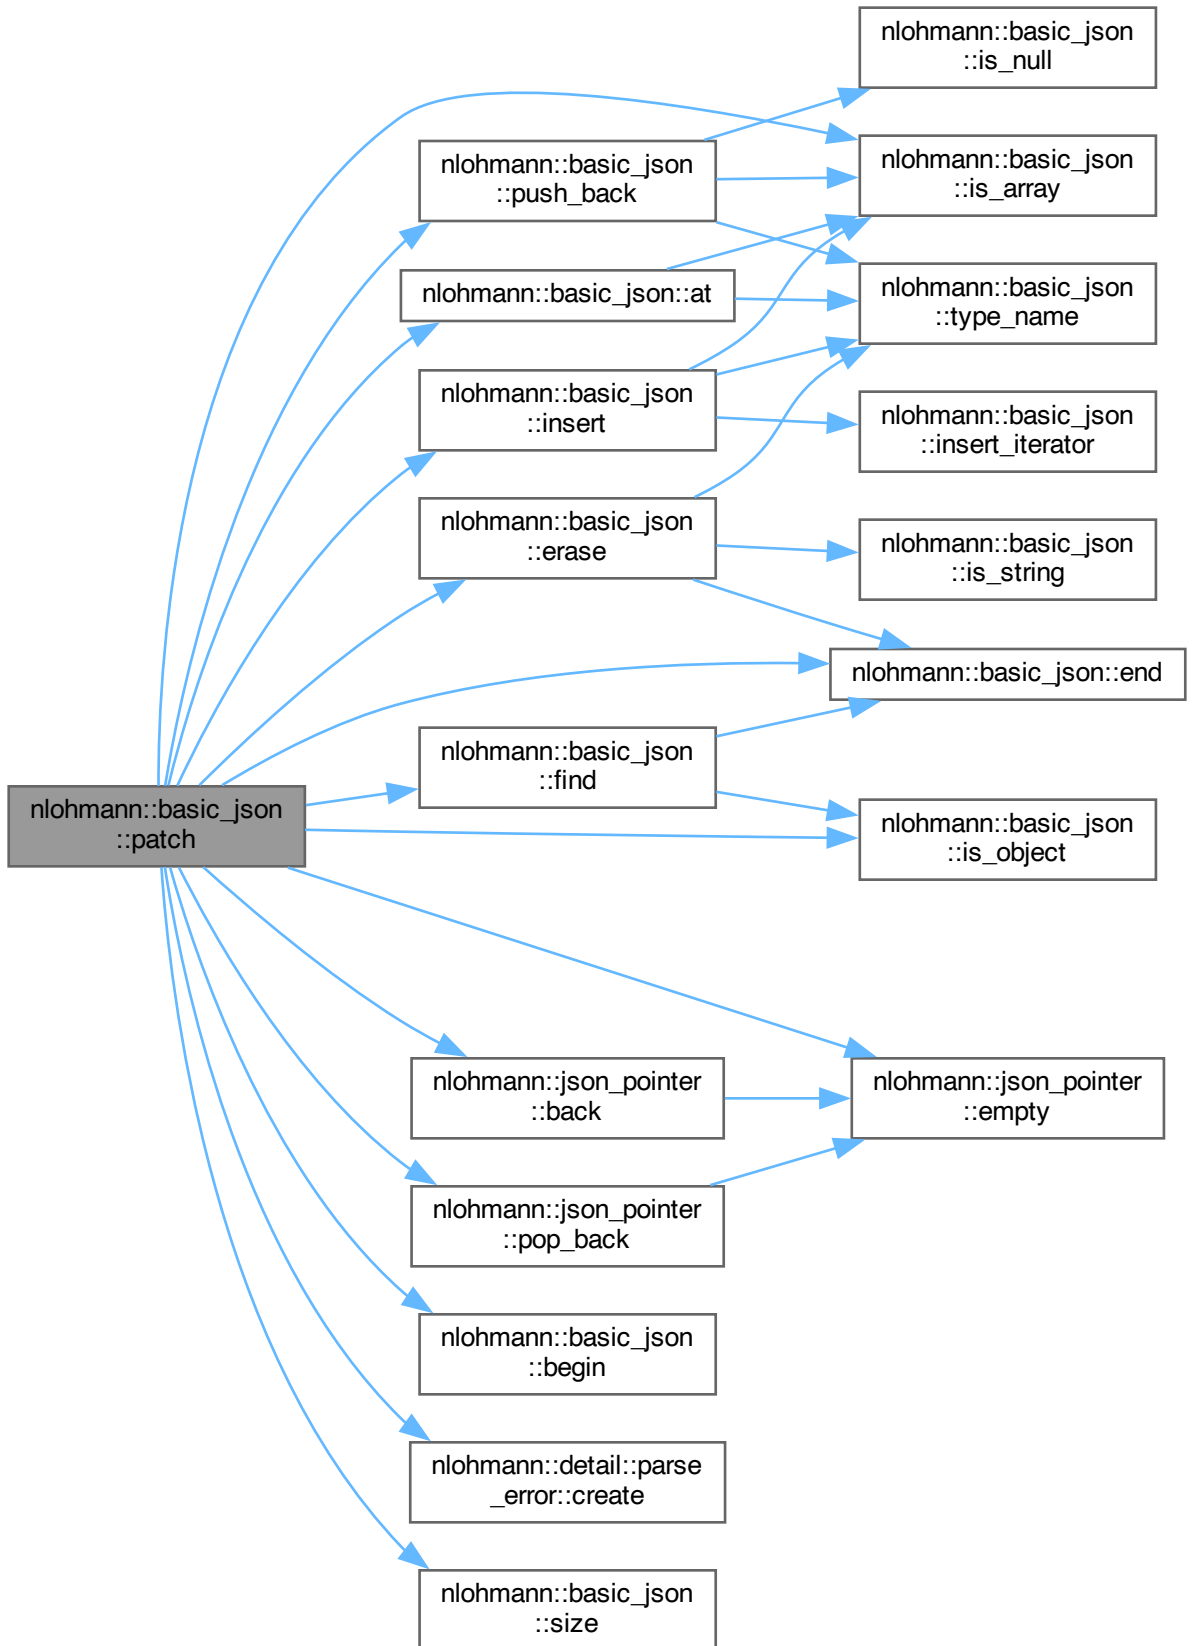 nlohmann::basic_json
::is_null
nlohmann::basic_json
::is_array
nlohmann::basic_json
::push_back
nlohmann::basic_json::at
nlohmann::basic_json
::type_name
nlohmann::basic_json
::insert
nlohmann::basic_json
::insert_iterator
nlohmann::basic_json
::erase
nlohmann::basic_json
::is_string
nlohmann::basic_json::end
nlohmann::basic_json
::find
nlohmann::basic_json
::patch
nlohmann::basic_json
::is_object
nlohmann::json_pointer
::back
nlohmann::json_pointer
::empty
nlohmann::json_pointer
::pop_back
nlohmann::basic_json
::begin
nlohmann::detail::parse
_error::create
nlohmann::basic_json
::size